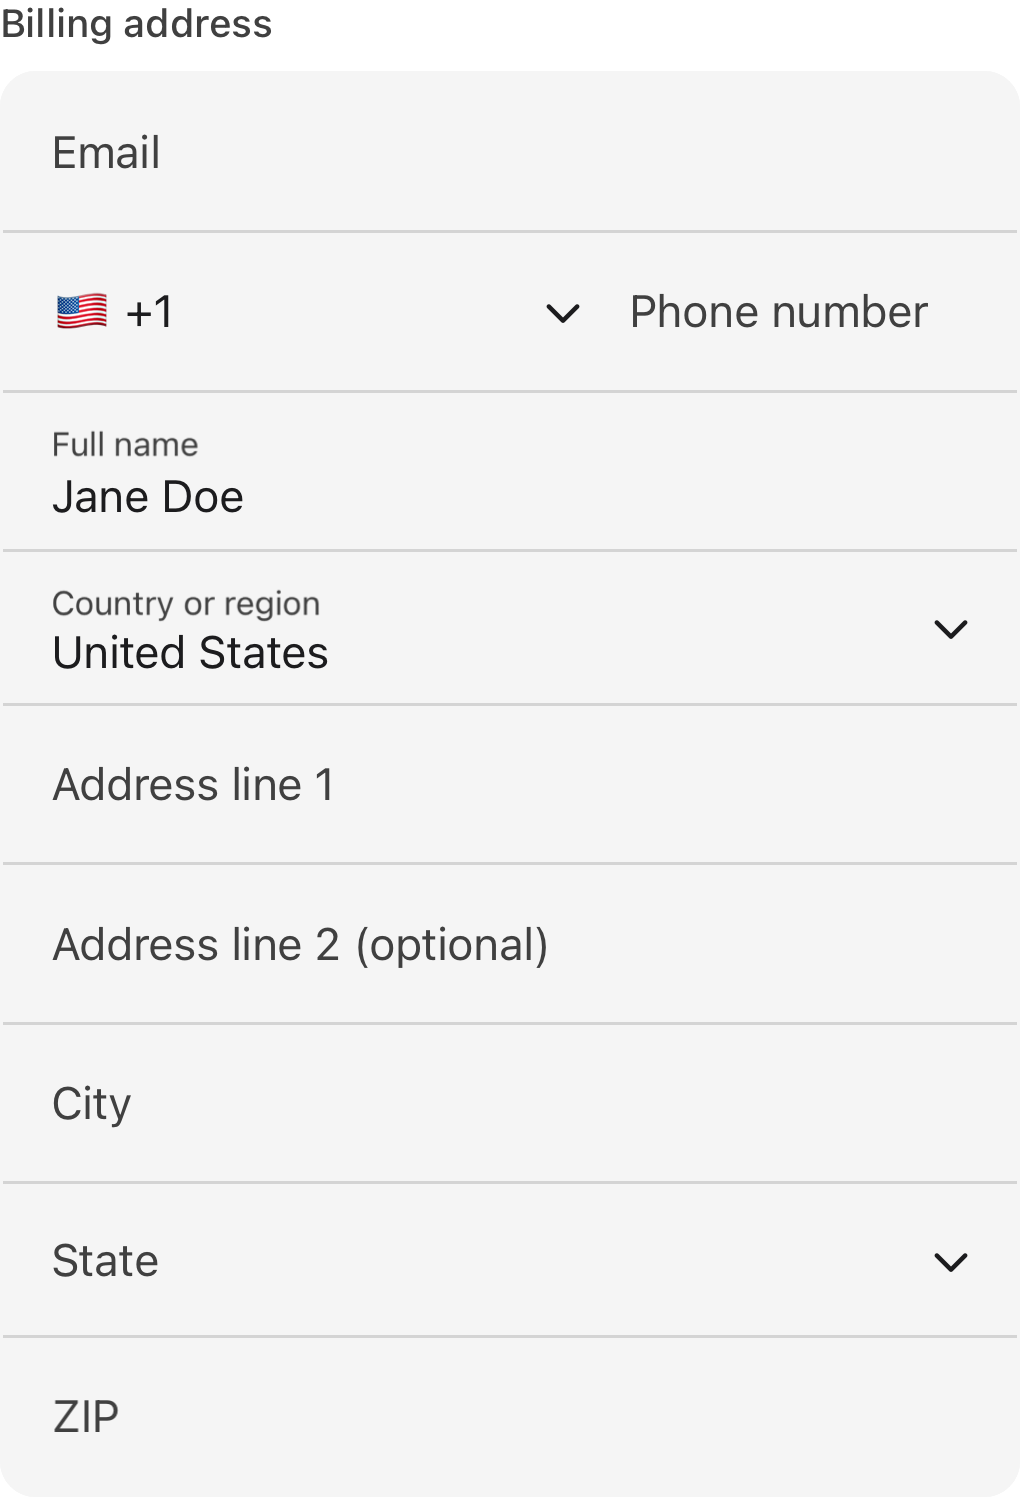 Billing address
Email
+1 Phone number
Full name
Jane Doe
Country or region
United States
Address line 1
Address line 2 (optional)
City
State
ZIP